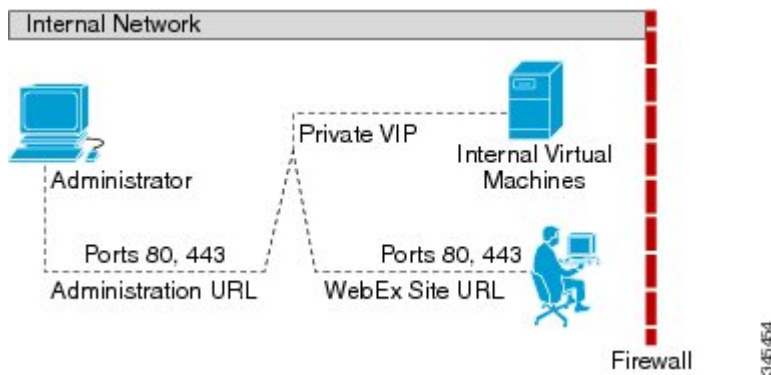 Internal Network
Private VIP
Internal Virtual
Machines
Administrator
Ports 80, 443
Administration URL
Ports 80, 443
WebEx Site URL
Firewall
345454